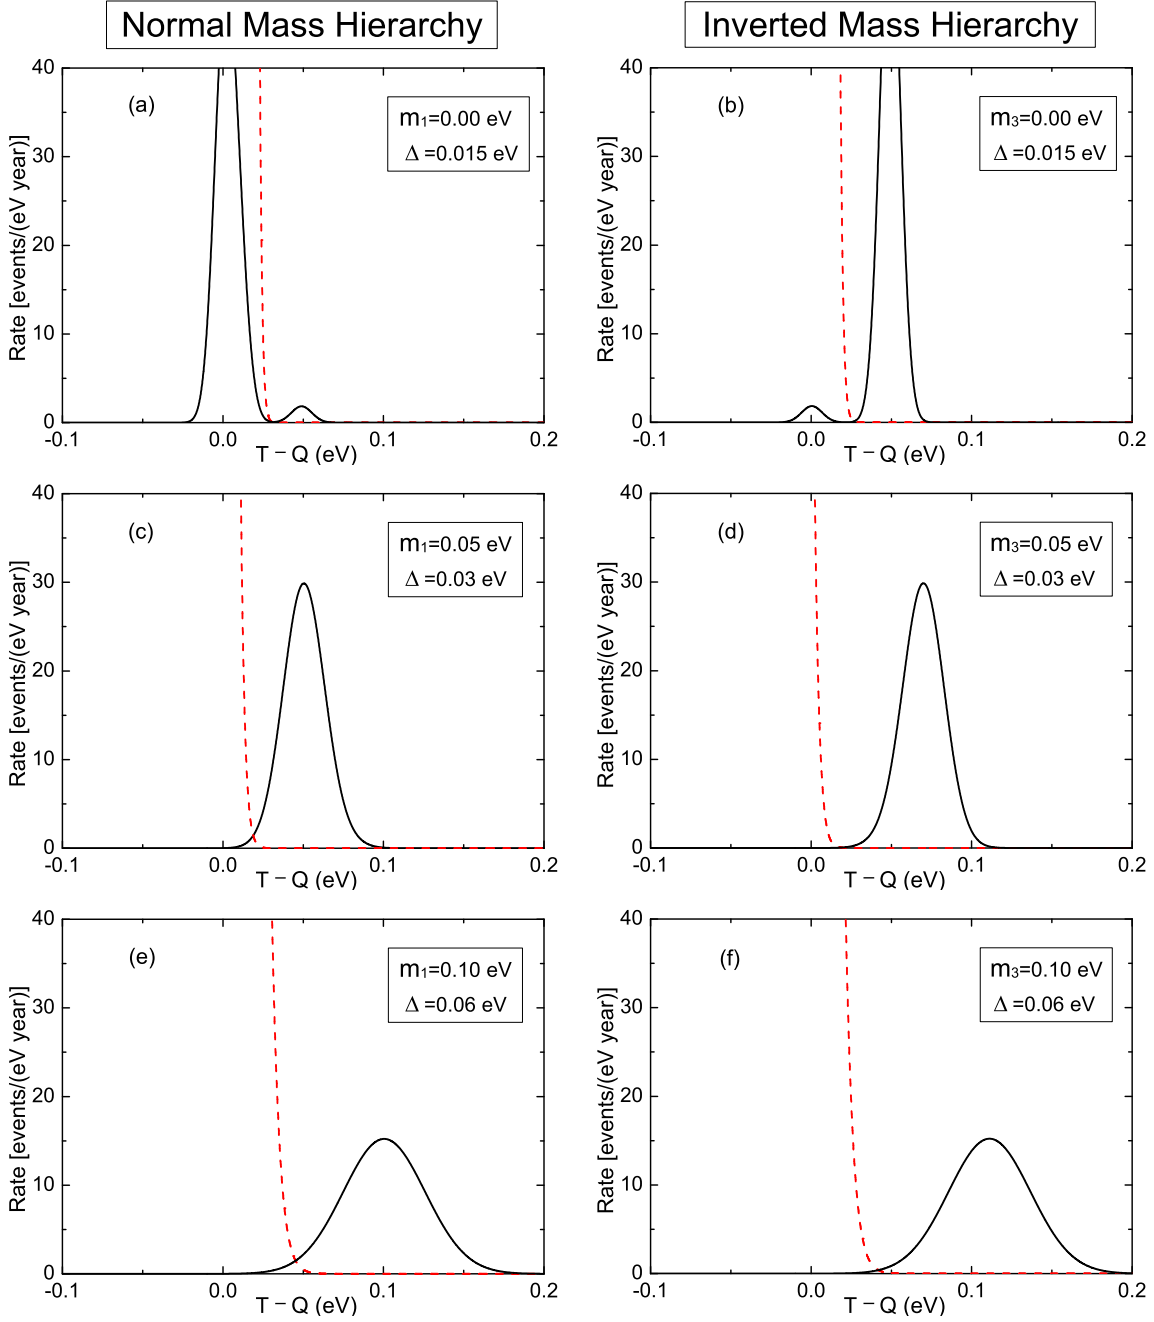 Normal Mass Hierarchy
Inverted Mass Hierarchy
(a)
m1=0.00 eV
Δ =0.015 eV
Rate [events/(eV year)]
40
30
20
10
0
-0.1 0.0 0.1 0.2
T – Q (eV)
(b)
m3=0.00 eV
Δ =0.015 eV
Rate [events/(eV year)]
40
30
20
10
0
-0.1 0.0 0.1 0.2
T – Q (eV)
(c)
m1=0.05 eV
Δ =0.03 eV
Rate [events/(eV year)]
40
30
20
10
0
-0.1 0.0 0.1 0.2
T – Q (eV)
(d)
m3=0.05 eV
Δ =0.03 eV
Rate [events/(eV year)]
40
30
20
10
0
-0.1 0.0 0.1 0.2
T – Q (eV)
(e)
m1=0.10 eV
Δ =0.06 eV
Rate [events/(eV year)]
40
30
20
10
0
-0.1 0.0 0.1 0.2
T – Q (eV)
(f)
m3=0.10 eV
Δ =0.06 eV
Rate [events/(eV year)]
40
30
20
10
0
-0.1 0.0 0.1 0.2
T – Q (eV)